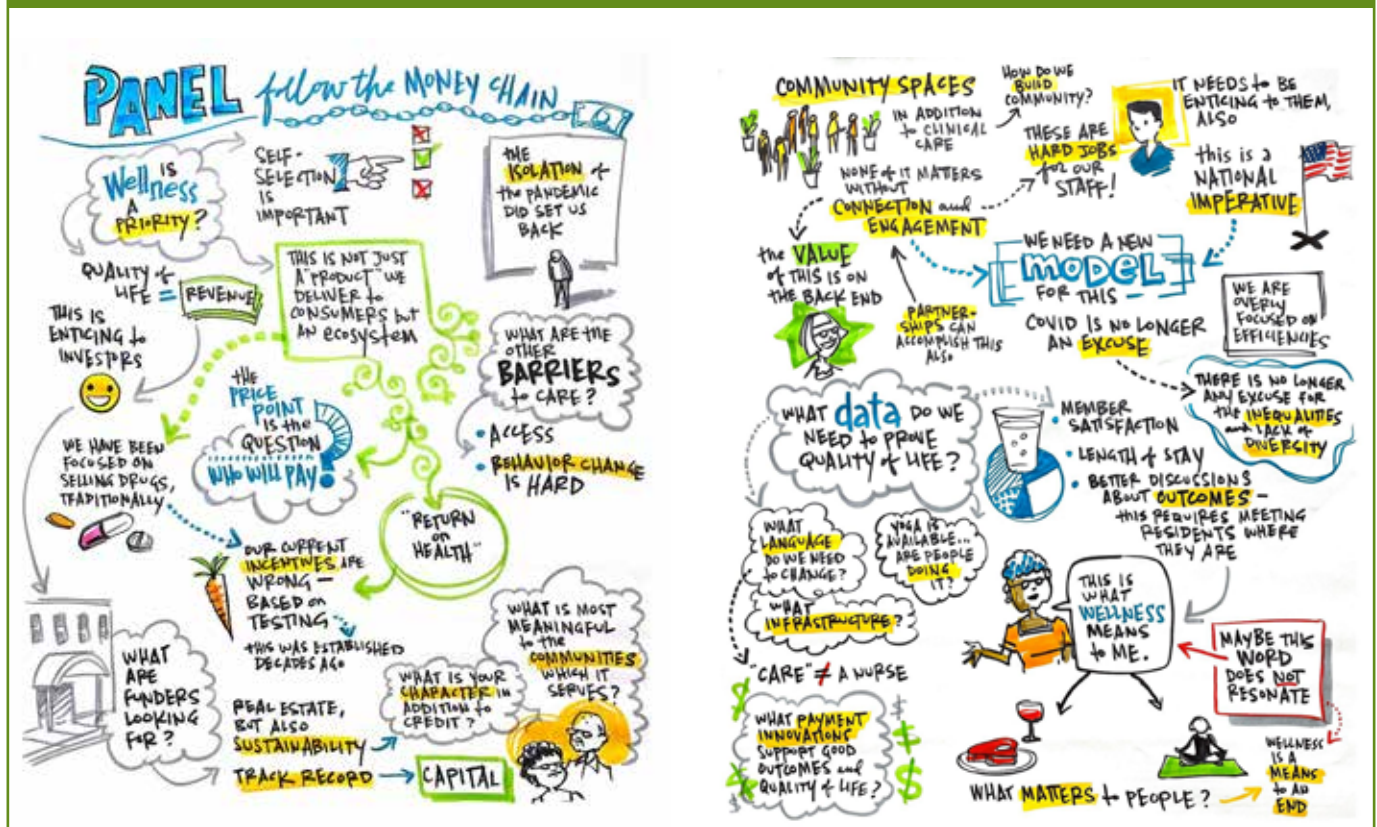 PANEL follow the MONEY CHAIN
IS
Wellness
A
PRIORITY?
SELF-
SELECTION
IS
IMPORTANT
the
ISOLATION of
the PANDEMIC
DID SET US
BACK
QUALITY of
LIFE = REVENUE
THIS IS
ENTICING to
INVESTORS
THIS IS NOT JUST
A "PRODUCT" WE
DELIVER to
CONSUMERS but
AN ecosystem
WHAT ARE the
OTHER
BARRIERS
to CARE?
• ACCESS
• BEHAVIOR CHANGE
IS HARD
the
PRICE
POINT
is the
QUESTION
WHO WILL PAY?
WE HAVE BEEN
FOCUSED ON
SELLING DRUGS,
TRADITIONALLY
"RETURN
on
HEALTH"
OUR CURRENT
INCENTIVES ARE
WRONG —
BASED on
TESTING
this WAS ESTABLISHED
DECADES AGO
WHAT
ARE
FUNDERS
LOOKING
FOR?
REAL ESTATE,
BUT ALSO
SUSTAINABILITY
TRACK RECORD
CAPITAL
WHAT IS YOUR
CHARACTER IN
ADDITION to
CREDIT?
WHAT IS MOST
MEANINGFUL
to the
COMMUNITIES
WHICH IT
SERVES?
COMMUNITY SPACES
IN ADDITION
to CLINICAL
CARE
HOW DO WE
BUILD
COMMUNITY?
NONE of IT MATTERS
WITHOUT
CONNECTION and
ENGAGEMENT
THESE ARE
HARD JOBS
for OUR
STAFF!
IT NEEDS to BE
ENTICING to THEM,
ALSO
this is a
NATIONAL
IMPERATIVE
the VALUE
of THIS IS ON
THE BACK END
PARTNER-
SHIPS CAN
ACCOMPLISH THIS
ALSO
WE NEED A NEW
MODEL
FOR THIS —
COVID IS NO LONGER
AN EXCUSE
WE ARE
OVERLY
FOCUSED ON
EFFICIENCIES
THERE IS NO LONGER
ANY EXCUSE FOR
the INEQUALITIES
and LACK of
DIVERSITY
WHAT data DO WE
NEED to PROVE
QUALITY of LIFE?
• MEMBER
SATISFACTION
• LENGTH of STAY
• BETTER DISCUSSIONS
ABOUT OUTCOMES —
this REQUIRES MEETING
RESIDENTS WHERE
THEY ARE
WHAT
LANGUAGE
DO WE NEED
to CHANGE?
YOGA IS
AVAILABLE...
ARE PEOPLE
DOING
IT?
WHAT
INFRASTRUCTURE?
"CARE" ≠ A NURSE
WHAT PAYMENT
INNOVATIONS
SUPPORT GOOD
OUTCOMES and
QUALITY of LIFE?
THIS IS
WHAT
WELLNESS
MEANS
to ME.
MAYBE THIS
WORD
DOES NOT
RESONATE
WHAT MATTERS to PEOPLE?
WELLNESS
IS A
MEANS
to AN
END